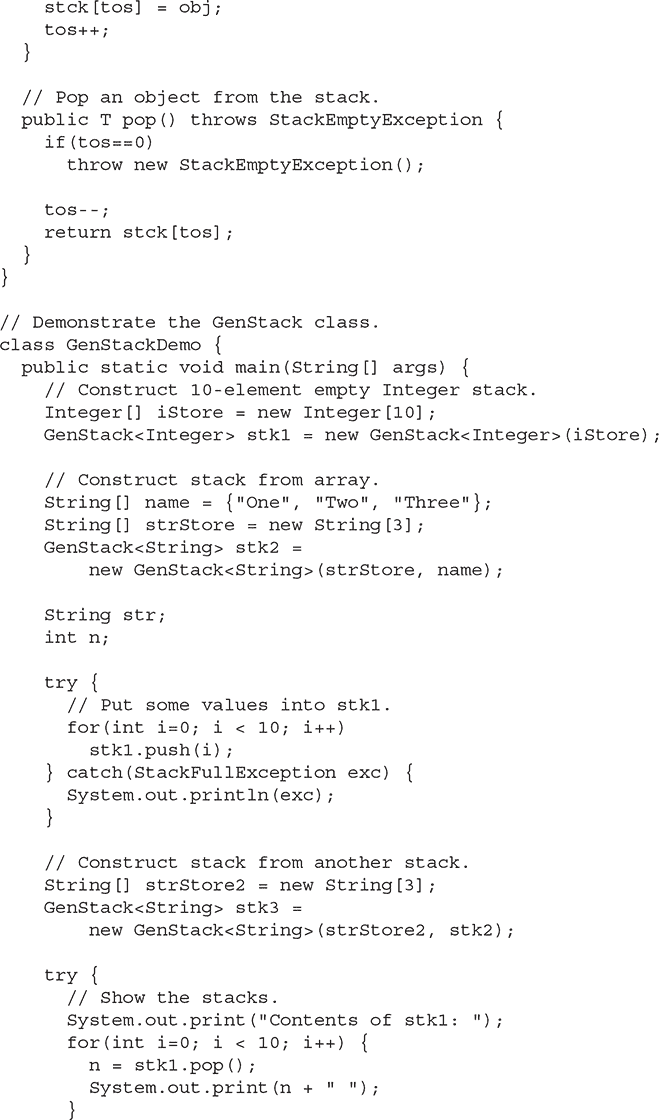 stck[tos] = obj;
    tos++;
  }

  // Pop an object from the stack.
  public T pop() throws StackEmptyException {
    if(tos==0)
      throw new StackEmptyException();

    tos--;
    return stck[tos];
  }
}

// Demonstrate the GenStack class.
class GenStackDemo {
  public static void main(String[] args) {
    // Construct 10-element empty Integer stack.
    Integer[] iStore = new Integer[10];
    GenStack<Integer> stk1 = new GenStack<Integer>(iStore);

    // Construct stack from array.
    String[] name = {"One", "Two", "Three"};
    String[] strStore = new String[3];
    GenStack<String> stk2 =
        new GenStack<String>(strStore, name);

    String str;
    int n;

    try {
      // Put some values into stk1.
      for(int i=0; i < 10; i++)
        stk1.push(i);
    } catch(StackFullException exc) {
      System.out.println(exc);
    }

    // Construct stack from another stack.
    String[] strStore2 = new String[3];
    GenStack<String> stk3 =
        new GenStack<String>(strStore2, stk2);

    try {
      // Show the stacks.
      System.out.print("Contents of stk1: ");
      for(int i=0; i < 10; i++) {
        n = stk1.pop();
        System.out.print(n + " ");
      }